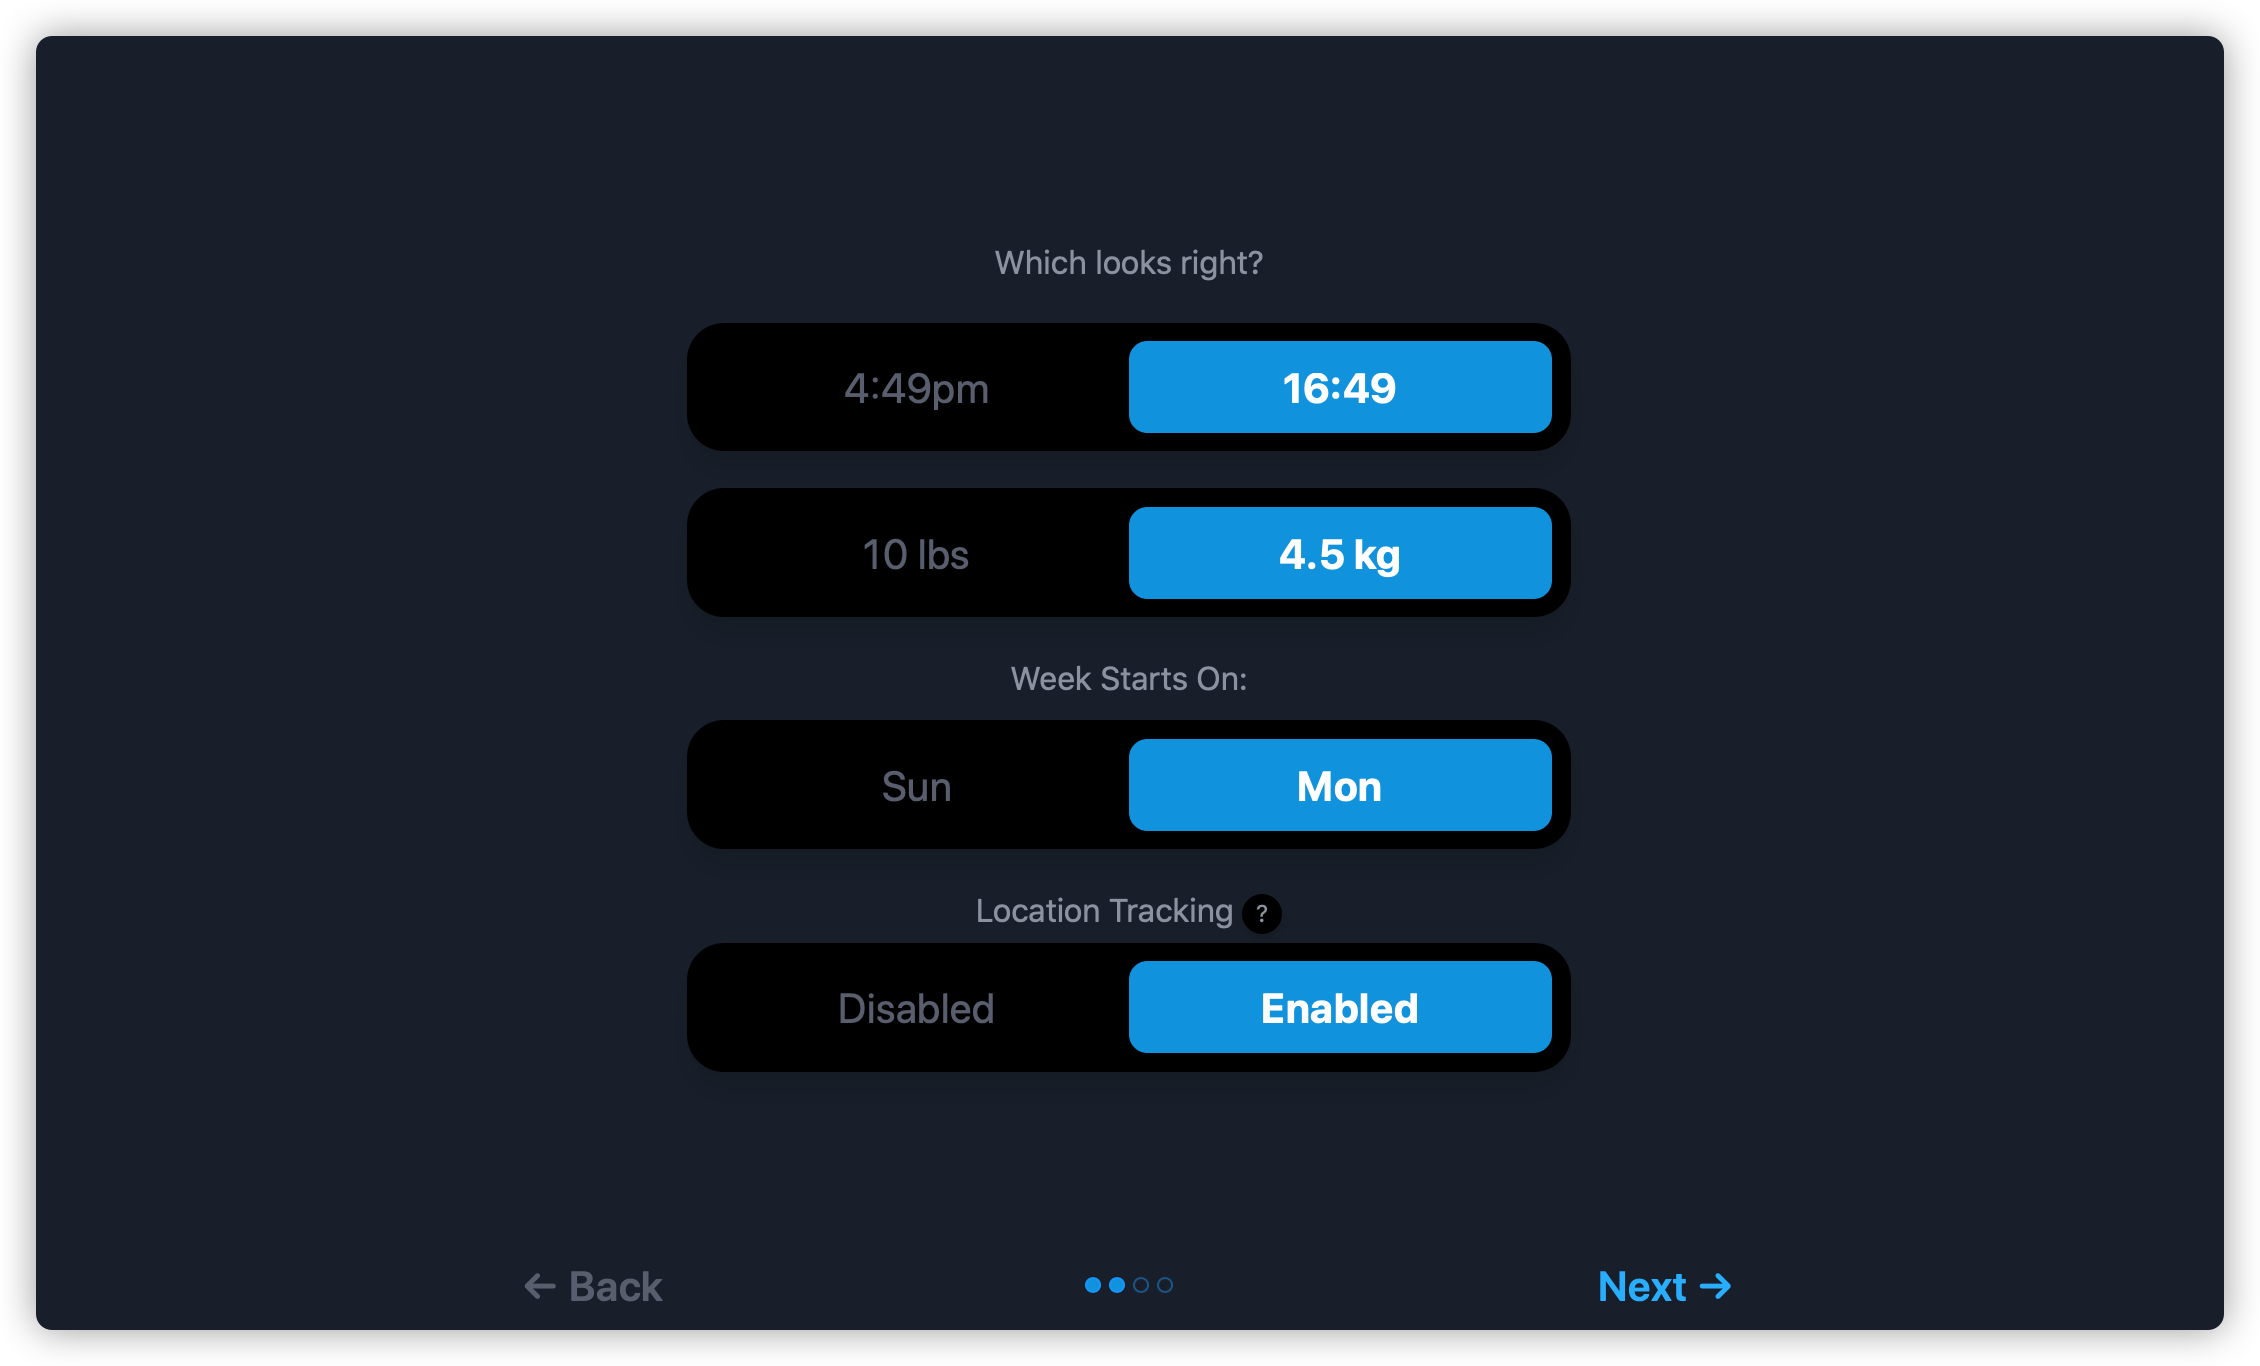 Which looks right?
4:49pm 16:49
10 lbs 4.5 kg
Week Starts On:
Sun Mon
Location Tracking ?
Disabled Enabled
← Back Next →